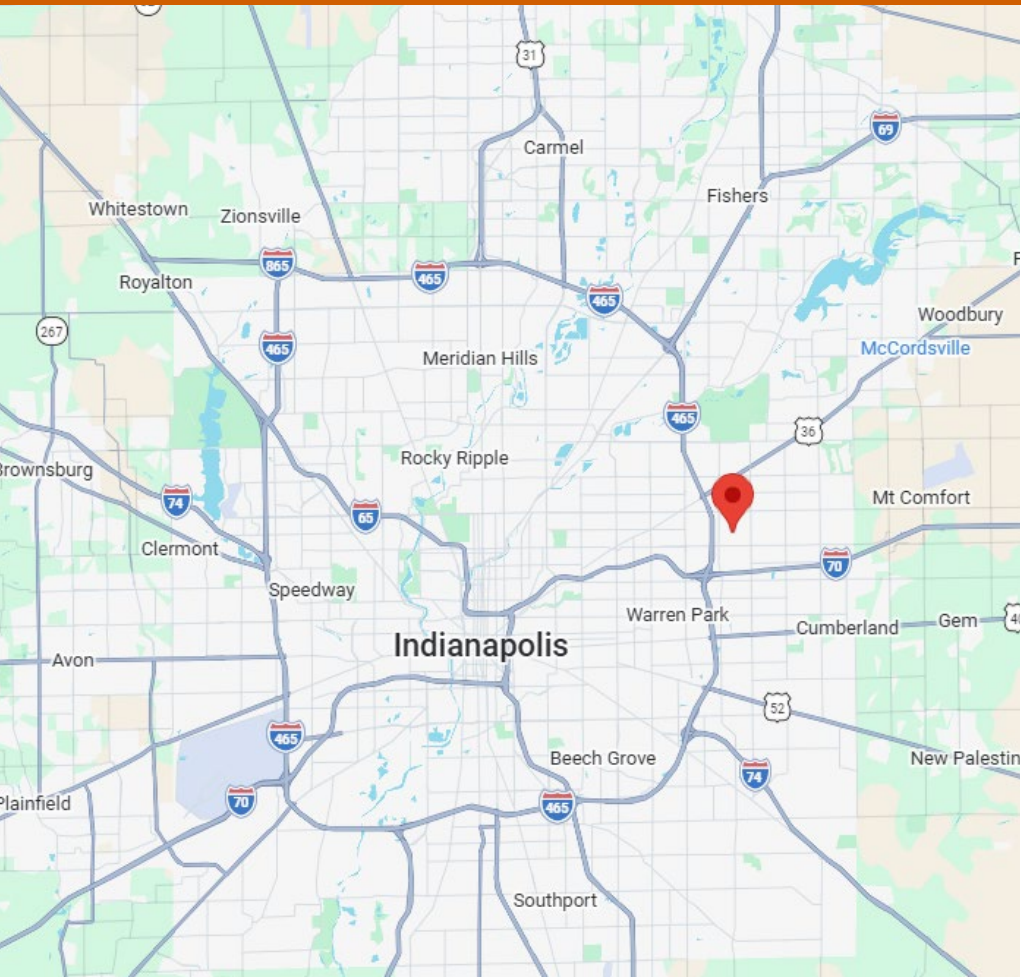 31
Carmel
69
Fishers
Whitestown
Zionsville
865
465
465
Royalton
Woodbury
267
465
McCordsville
Meridian Hills
465
36
Rocky Ripple
Brownsburg
74
65
Mt Comfort
Clermont
70
Speedway
Warren Park
Cumberland
Gem
40
Indianapolis
Avon
52
465
Beech Grove
New Palestin
74
70
Plainfield
465
Southport